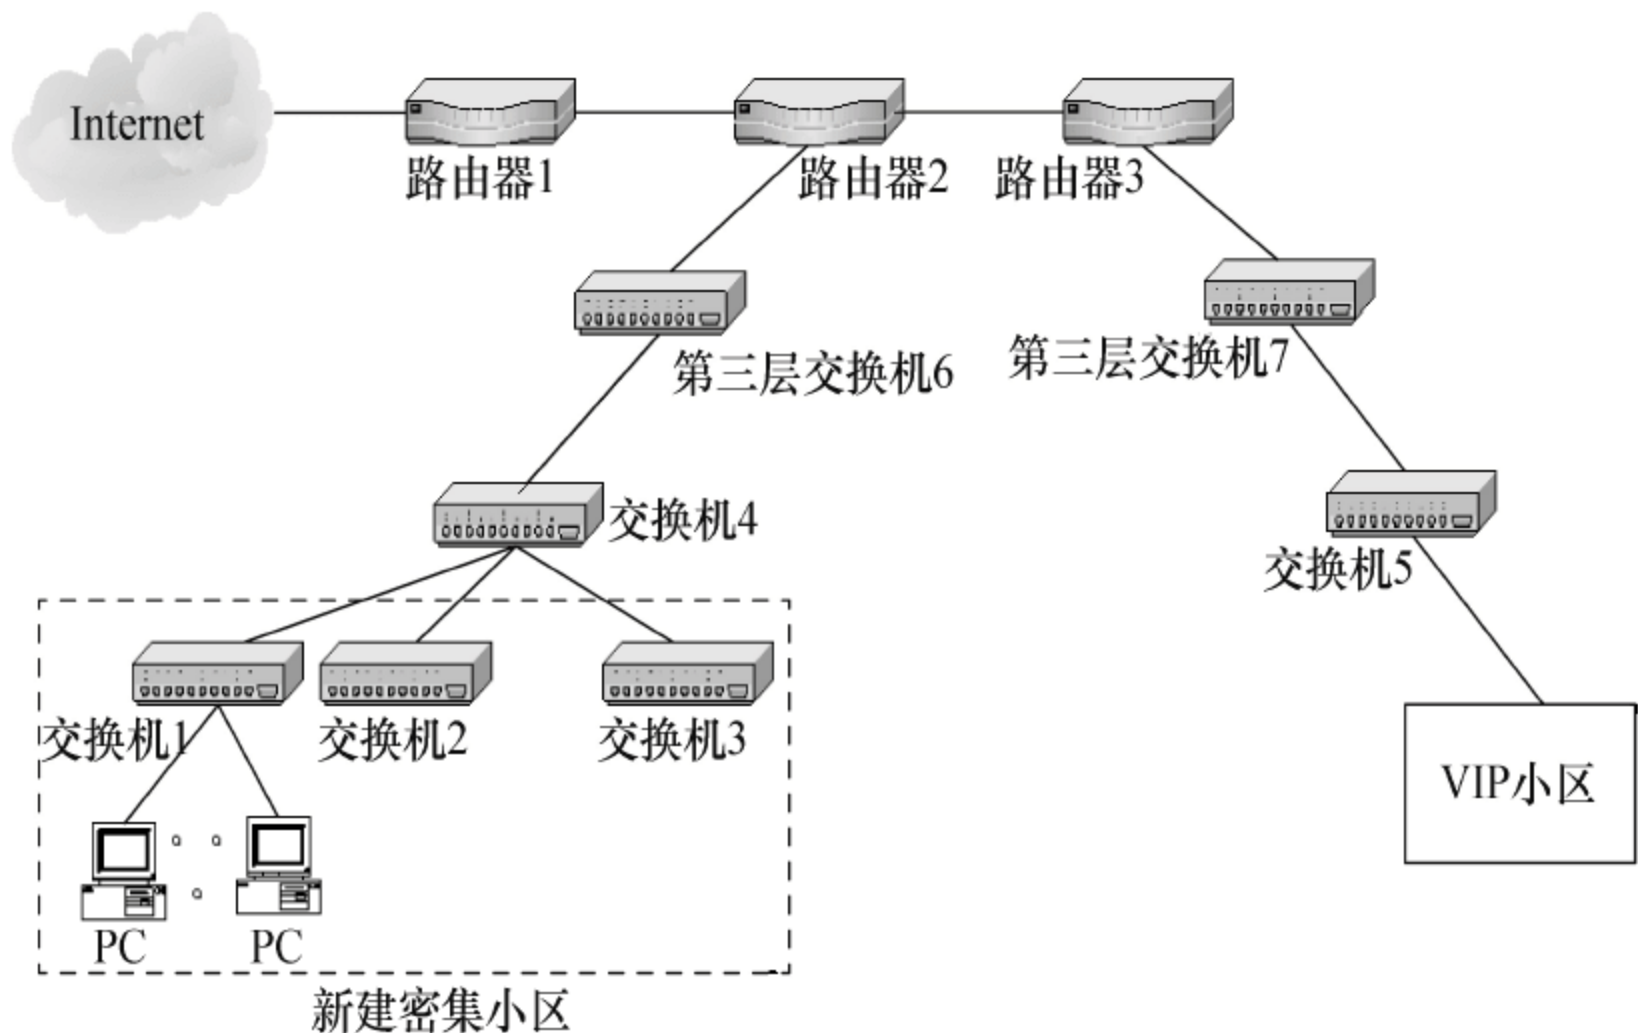 Internet
路由器1
路由器2
路由器3
第三层交换机6
第三层交换机7
交换机4
交换机5
交换机1
交换机2
交换机3
VIP小区
PC
PC
新建密集小区